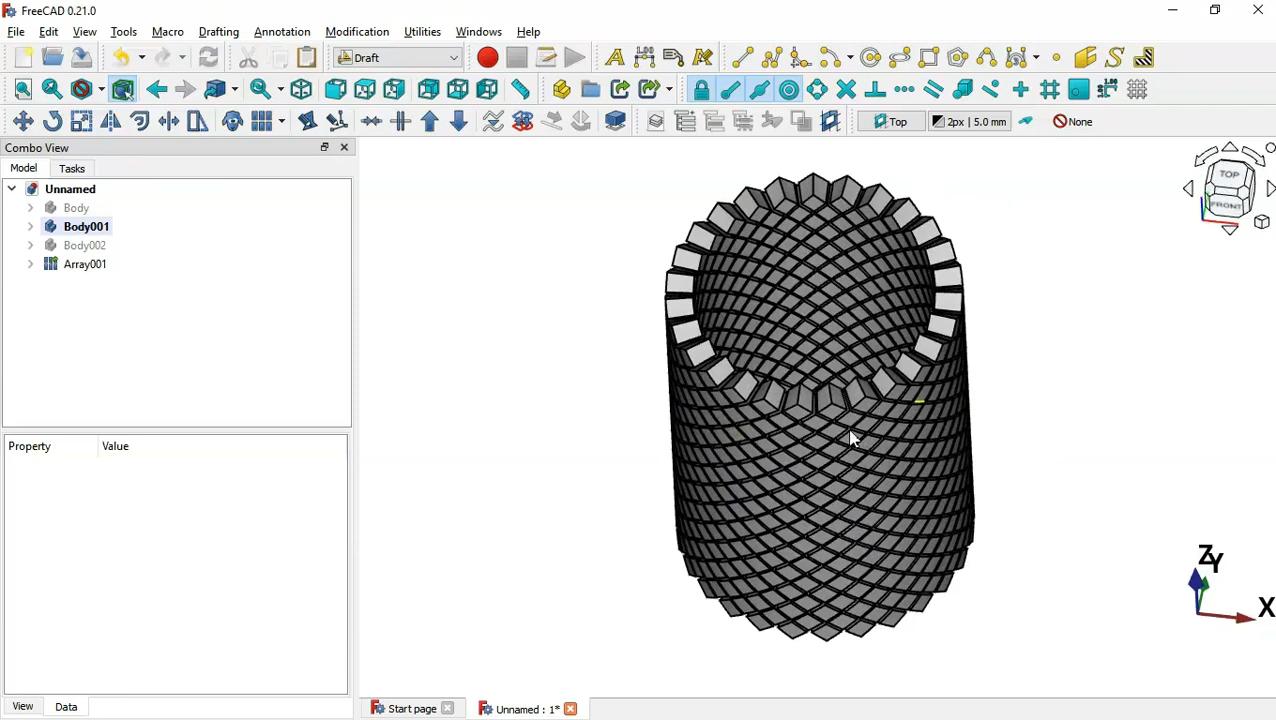 FreeCAD 0.21.0
File Edit View Tools Macro Drafting Annotation Modification Utilities Windows Help
Draft
Top 2px | 5.0 mm None
Combo View
Model Tasks
Unnamed
Body
Body001
Body002
Array001
Property Value
View Data
Start page Unnamed : 1*
TOP
FRONT
Z Y
X